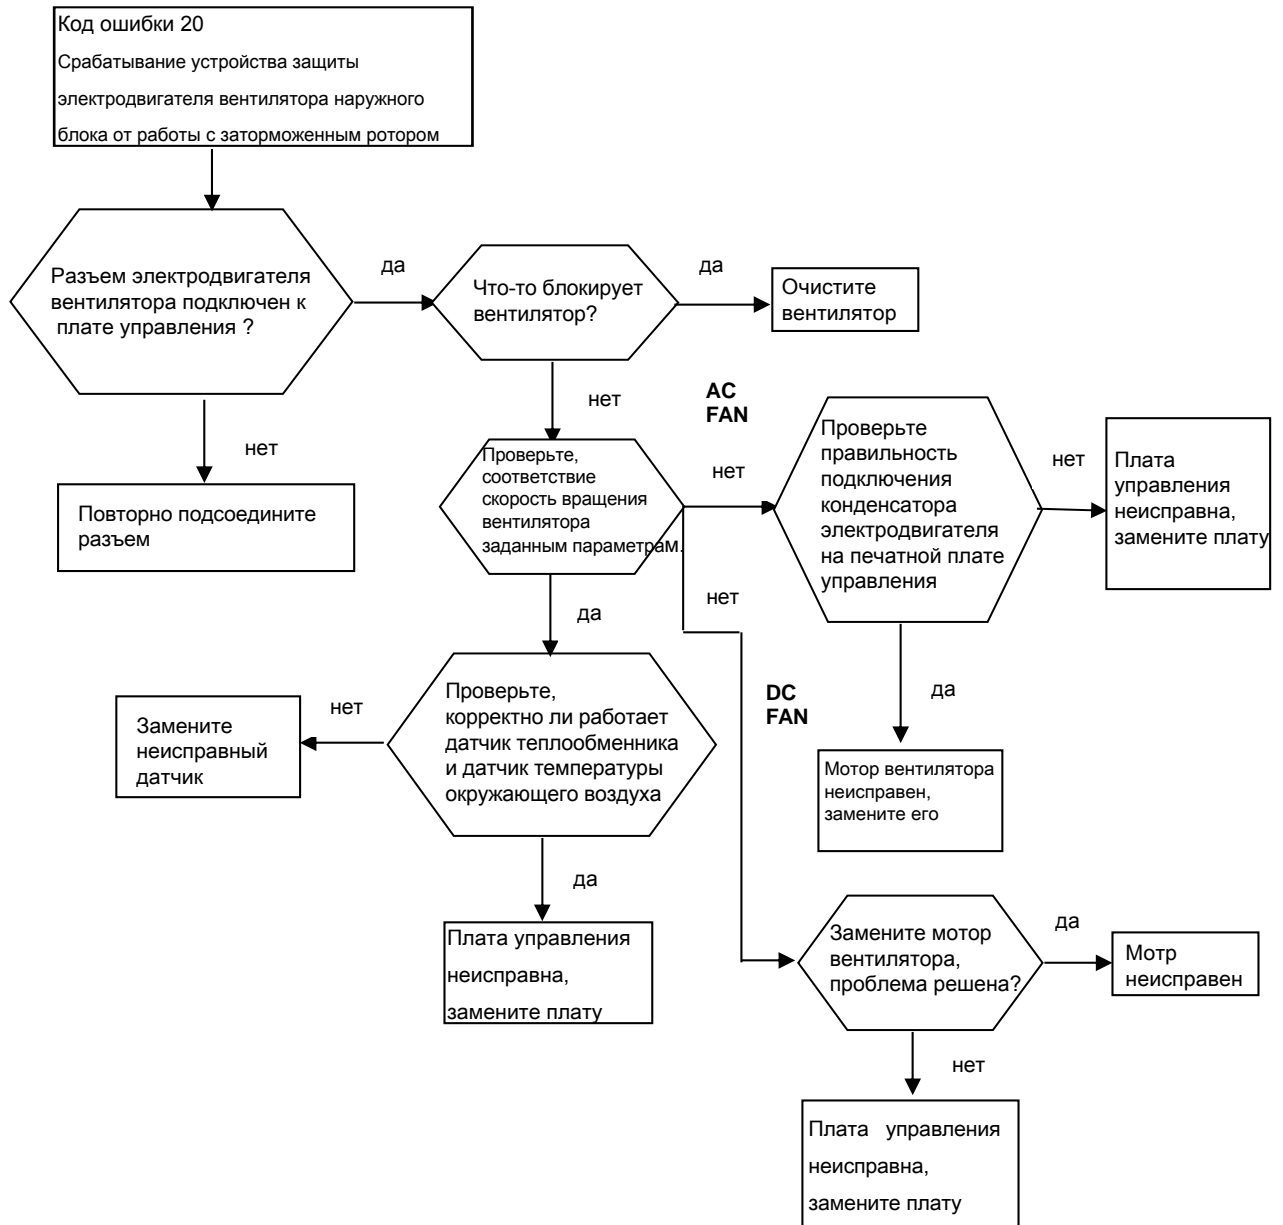 Код ошибки 20
Срабатывание устройства защиты
электродвигателя вентилятора наружного
блока от работы с заторможенным ротором
Разъем электродвигателя
вентилятора подключен к
плате управления ?
да
Что-то блокирует
вентилятор?
да
Очистите
вентилятор
нет
Повторно подсоедините
разъем
нет
Проверьте,
соответствие
скорость вращения
вентилятора
заданным параметрам.
AC
FAN
нет
Проверьте
правильность
подключения
конденсатора
электродвигателя
на печатной плате
управления
нет
Плата
управления
неисправна,
замените плату
да
Мотор вентилятора
неисправен,
замените его
нет
DC
FAN
да
Проверьте,
корректно ли работает
датчик теплообменника
и датчик температуры
окружающего воздуха
нет
Замените
неисправный
датчик
да
Плата управления
неисправна,
замените плату
Замените мотор
вентилятора,
проблема решена?
да
Мотр
неисправен
нет
Плата управления
неисправна,
замените плату